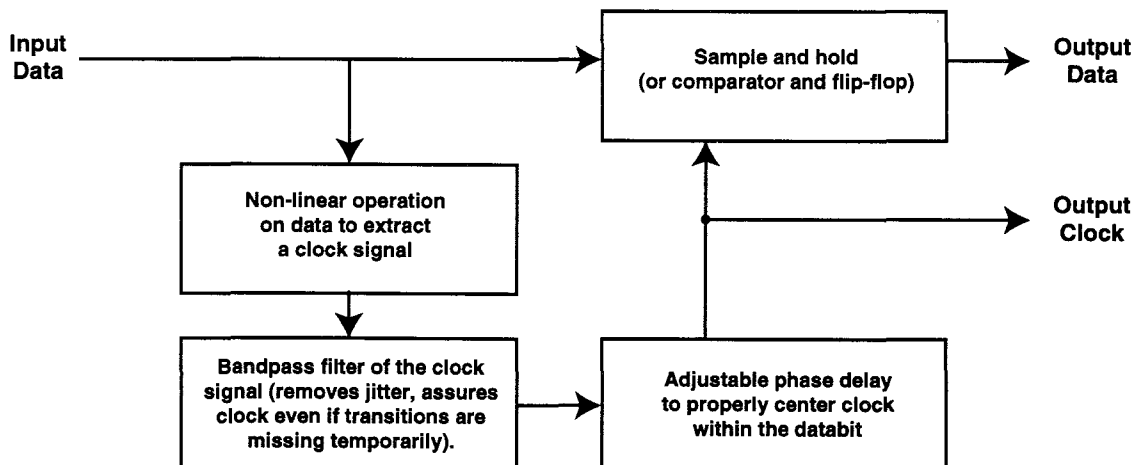 Input
Data
Sample and hold
(or comparator and flip-flop)
Output
Data
Non-linear operation
on data to extract
a clock signal
Output
Clock
Bandpass filter of the clock
signal (removes jitter, assures
clock even if transitions are
missing temporarily).
Adjustable phase delay
to properly center clock
within the databit